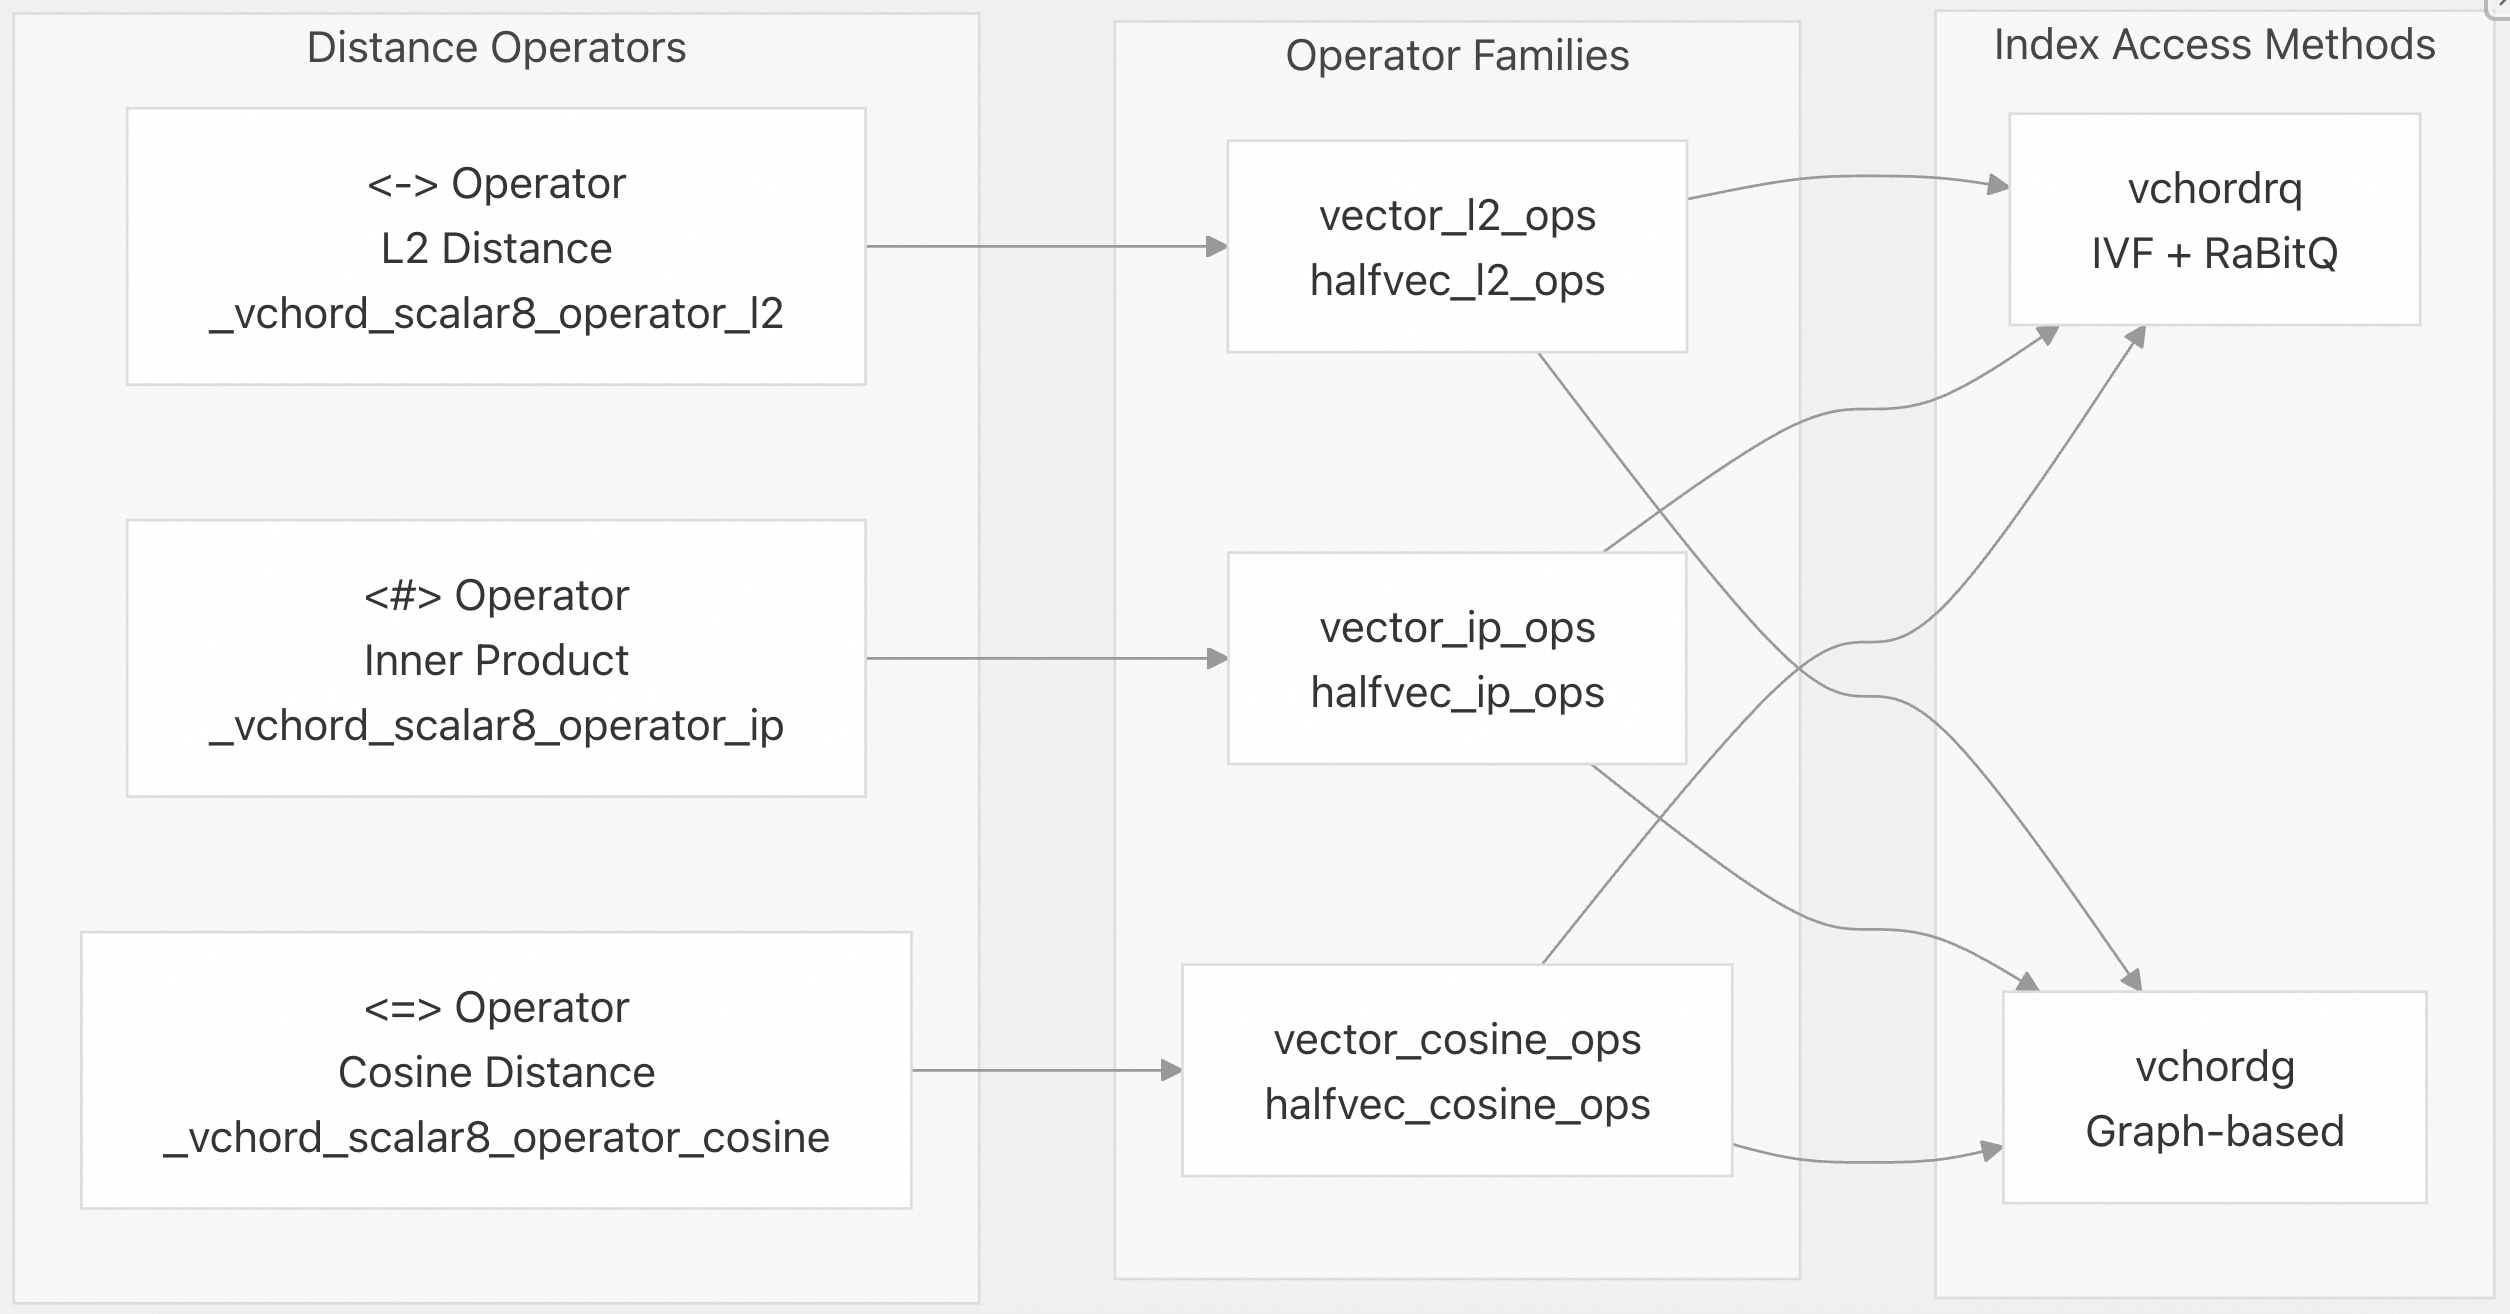 Distance Operators
<-> Operator
L2 Distance
_vchord_scalar8_operator_l2
<#> Operator
Inner Product
_vchord_scalar8_operator_ip
<=> Operator
Cosine Distance
_vchord_scalar8_operator_cosine
Operator Families
vector_l2_ops
halfvec_l2_ops
vector_ip_ops
halfvec_ip_ops
vector_cosine_ops
halfvec_cosine_ops
Index Access Methods
vchordrq
IVF + RaBitQ
vchordg
Graph-based